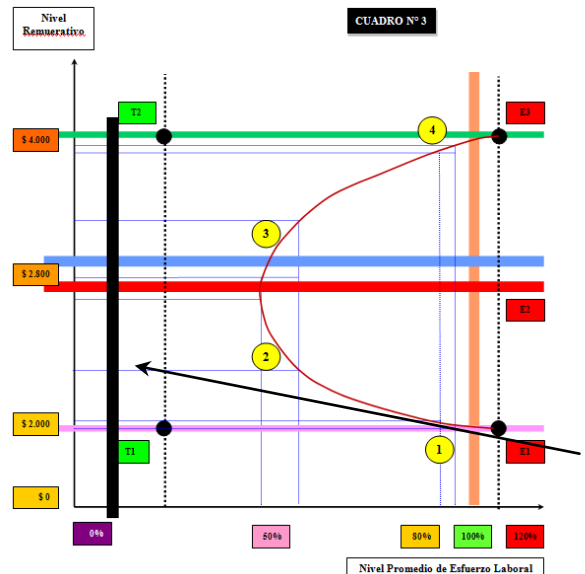 Nivel
Remuerativo
CUADRO N° 3
T2
4
E3
$ 4.000
3
$ 2.800
E2
2
$ 2.000
T1
1
E1
$ 0
0%
50%
80%
100%
120%
Nivel Promedio de Esfuerzo Laboral